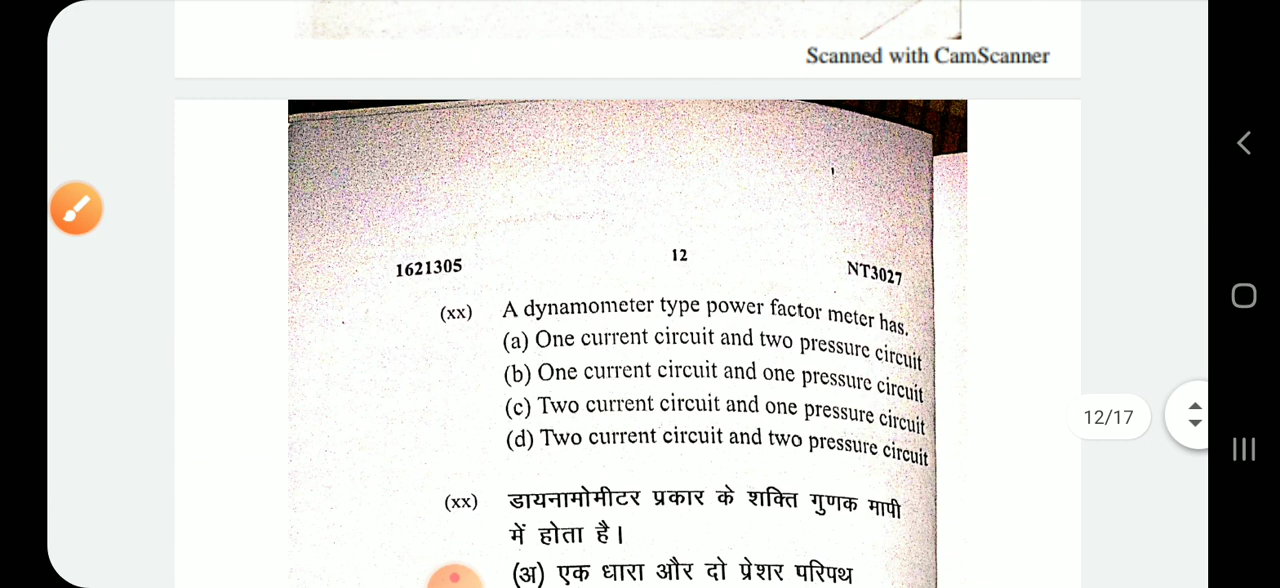 Scanned with CamScanner
1621305 12 NT3027
(xx) A dynamometer type power factor meter has.
(a) One current circuit and two pressure circuit
(b) One current circuit and one pressure circuit
(c) Two current circuit and one pressure circuit
(d) Two current circuit and two pressure circuit
12/17
(xx) डायनामोमीटर प्रकार के शक्ति गुणक मापी
में होता है।
(अ) एक धारा और दो प्रेशर परिपथ